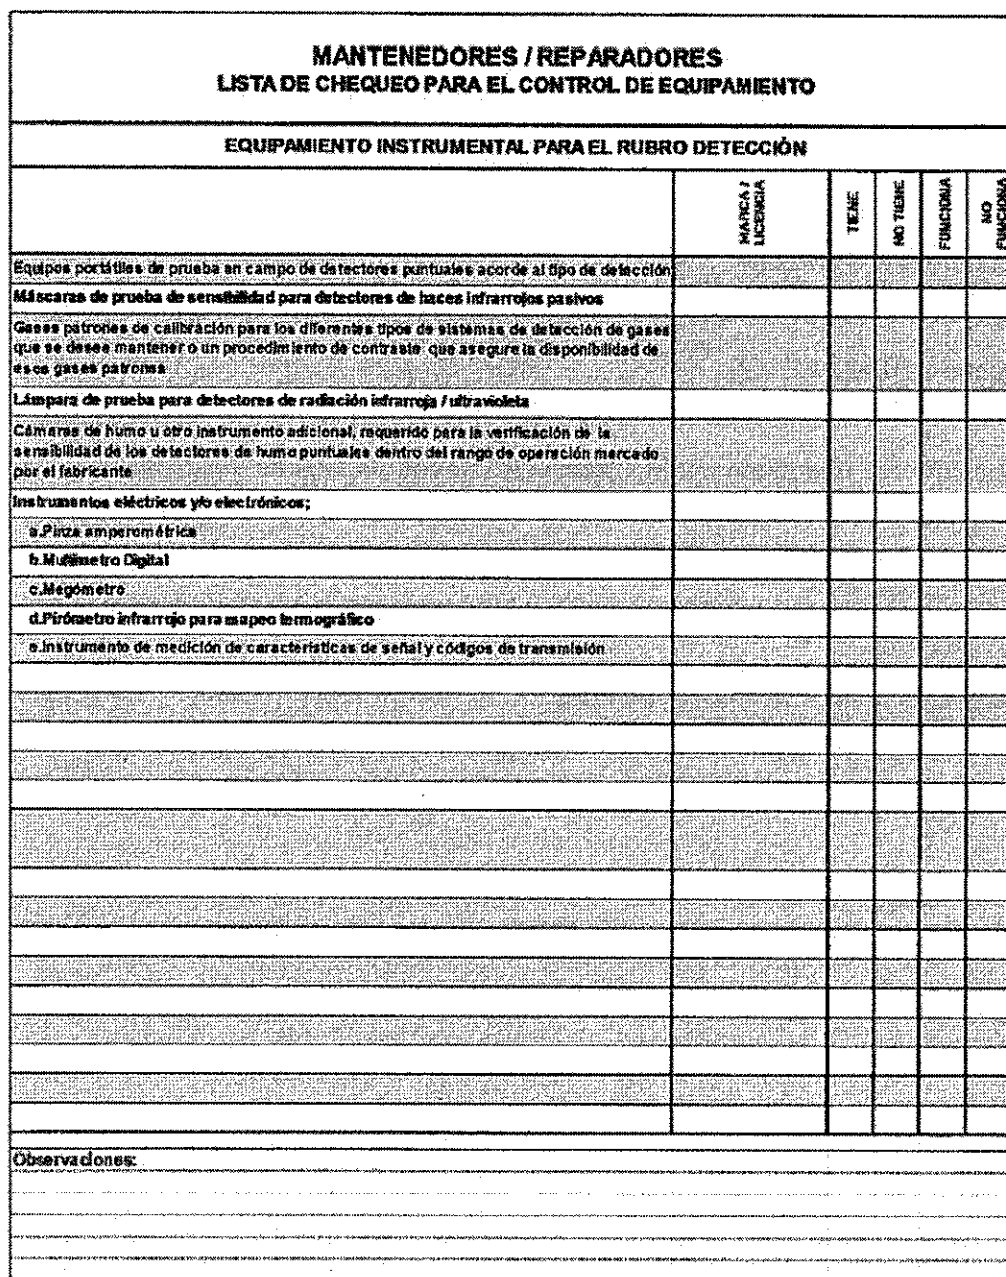 MANTENEDORES / REPARADORES
LISTA DE CHEQUEO PARA EL CONTROL DE EQUIPAMIENTO
EQUIPAMIENTO INSTRUMENTAL PARA EL RUBRO DETECCIÓN
MARCA /
LICENCIA
TIENE
NO TIENE
FUNCIONA
NO
FUNCIONA
Equipos portátiles de prueba en campo de detectores puntuales acorde al tipo de detección
Máscaras de prueba de sensibilidad para detectores de haces infrarrojos pasivos
Gases patrones de calibración para los diferentes tipos de sistemas de detección de gases
que se desee mantener o un procedimiento de contraste que asegure la disponibilidad de
esos gases patrones
Lámpara de prueba para detectores de radiación infrarroja / ultravioleta
Cámaras de humo u otro instrumento adicional, requerido para la verificación de la
sensibilidad de los detectores de humo puntuales dentro del rango de operación marcado
por el fabricante
Instrumentos eléctricos y/o electrónicos;
a.Pinza amperométrica
b.Multímetro Digital
c.Megómetro
d.Pirómetro infrarrojo para mapeo termográfico
e.Instrumento de medición de características de señal y códigos de transmisión
Observaciones: